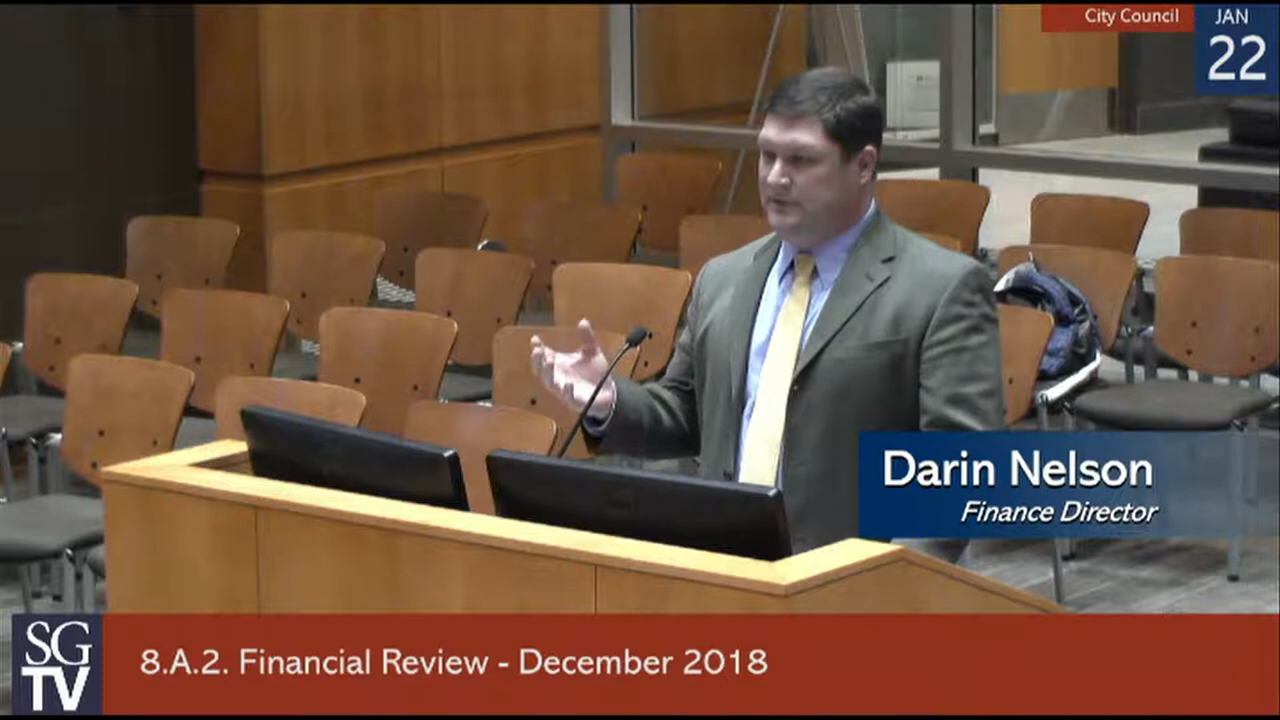 City Council
JAN
22
Darin Nelson
Finance Director
SG
TV
8.A.2. Financial Review - December 2018